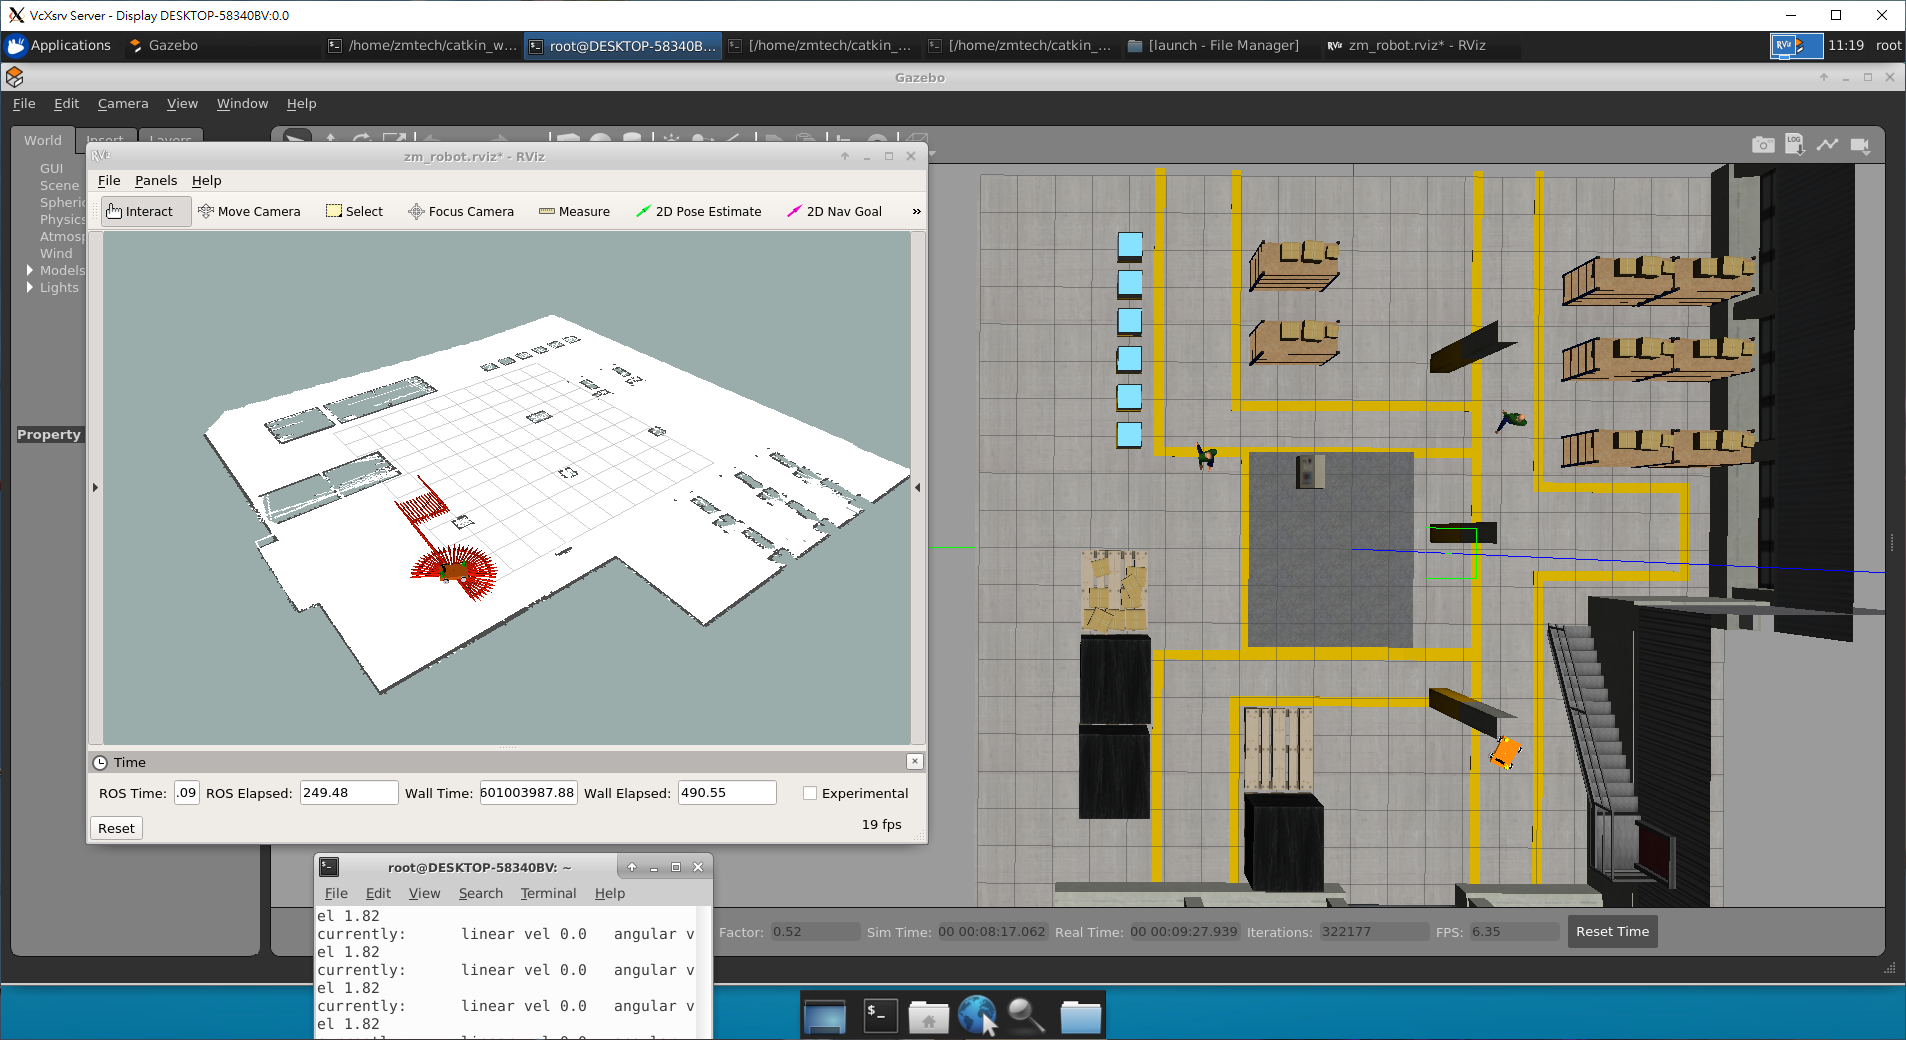 VcXsrv Server - Display DESKTOP-58340BV:0.0
Applications
Gazebo
/home/zmtech/catkin_w...
root@DESKTOP-58340B...
[/home/zmtech/catkin_...
[/home/zmtech/catkin_...
[launch - File Manager]
RViz
zm_robot.rviz* - RViz
RViz
11:19
root
Gazebo
File Edit Camera View Window Help
World Insert Layers
GUI
Scene
Spheric
Physics
Atmosp
Wind
Models
Lights
Property
LOG
RViz
zm_robot.rviz* - RViz
File Panels Help
Interact Move Camera Select Focus Camera Measure 2D Pose Estimate 2D Nav Goal »
Time
ROS Time: .09 ROS Elapsed: 249.48 Wall Time: 601003987.88 Wall Elapsed: 490.55 Experimental
Reset
19 fps
root@DESKTOP-58340BV: ~
File Edit View Search Terminal Help
el 1.82
currently: linear vel 0.0 angular v
el 1.82
currently: linear vel 0.0 angular v
el 1.82
currently: linear vel 0.0 angular v
el 1.82
Factor: 0.52 Sim Time: 00 00:08:17.062 Real Time: 00 00:09:27.939 Iterations: 322177 FPS: 6.35 Reset Time